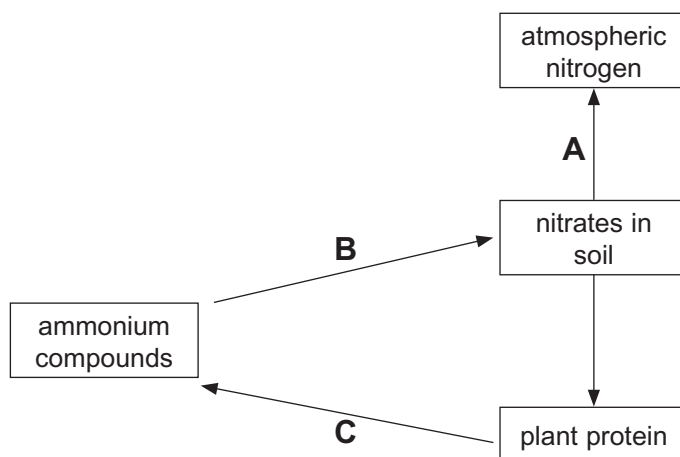 atmospheric
nitrogen
A
nitrates in
soil
B
ammonium
compounds
C
plant protein